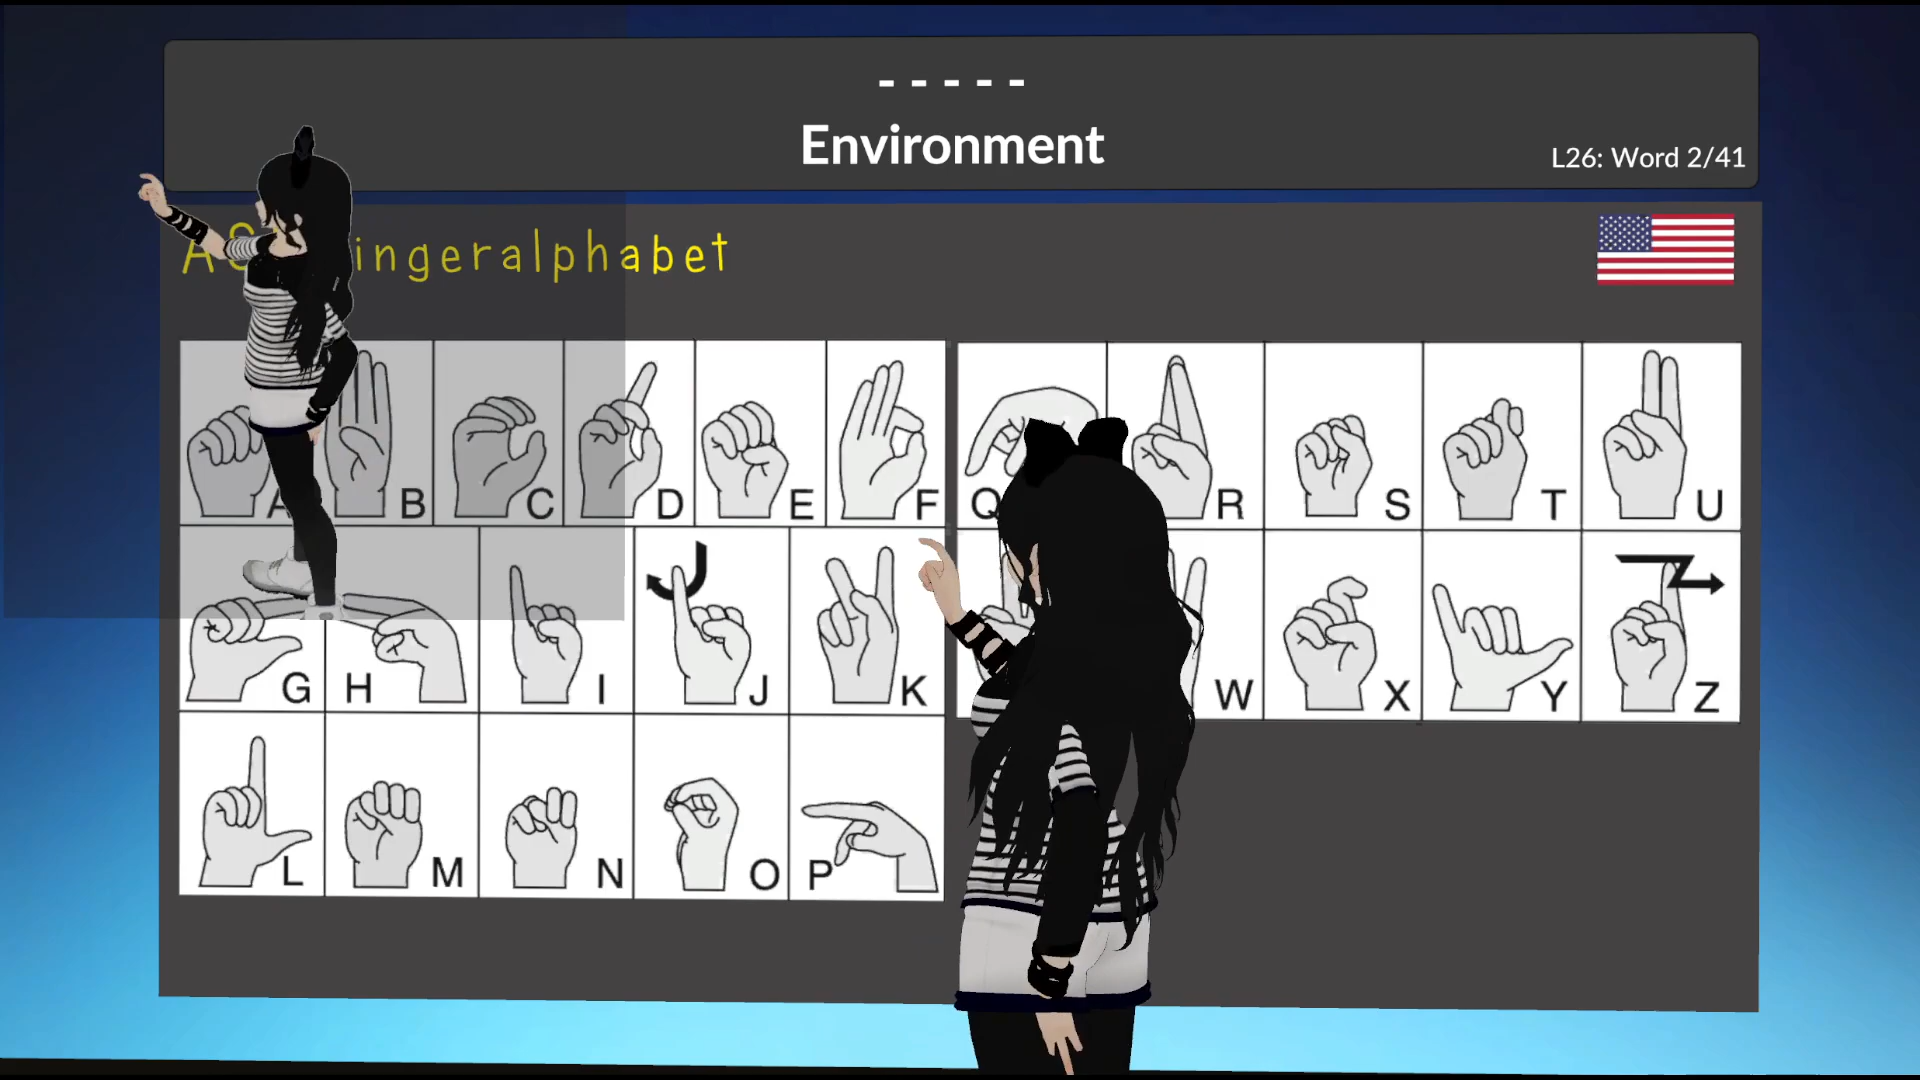 - - - - -
Environment
L26: Word 2/41
ingeralphabet
A B C D E F Q R S T U
G H I J K W X Y Z
L M N O P